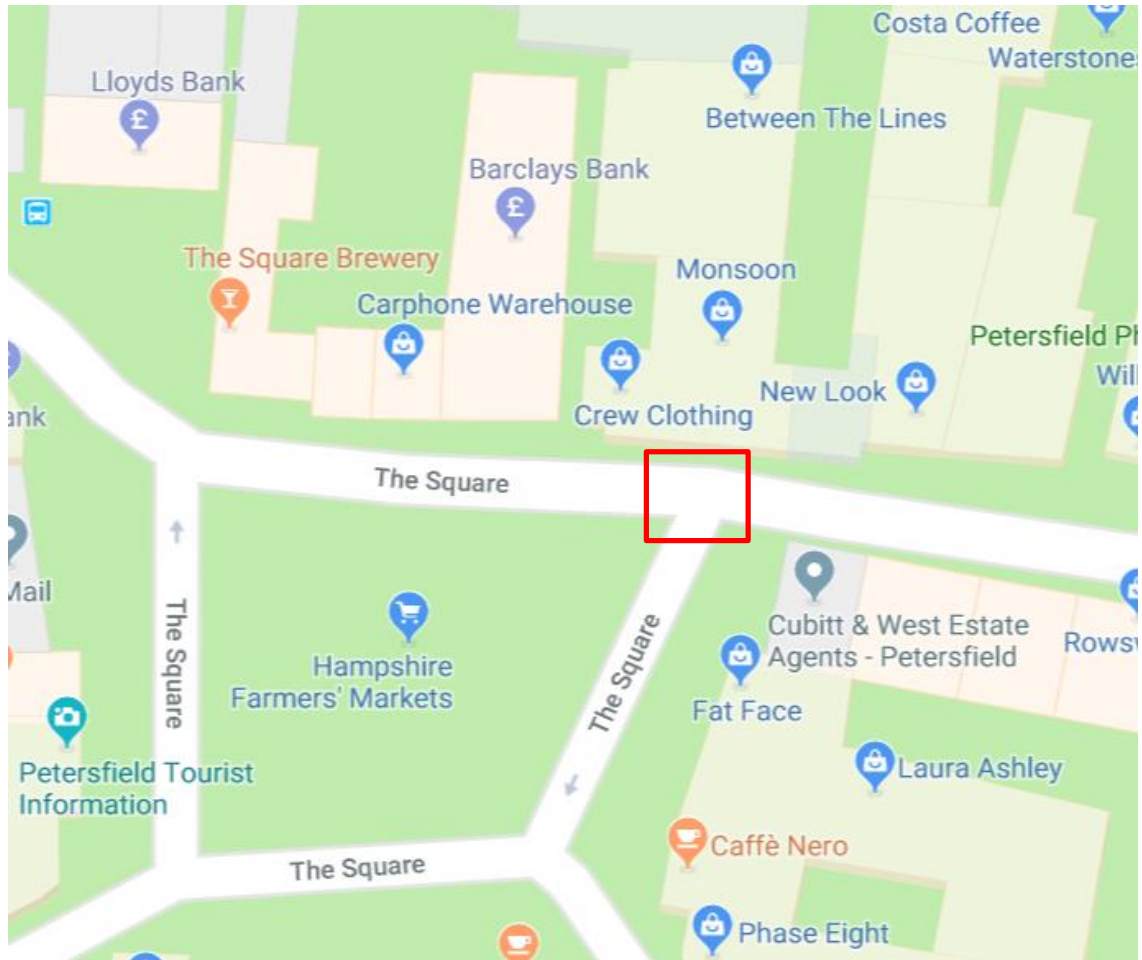 Costa Coffee
Waterstones
Lloyds Bank
Between The Lines
Barclays Bank
The Square Brewery
Monsoon
Carphone Warehouse
Petersfield Ph
Will
New Look
Crew Clothing
ank
The Square
Mail
The Square
The Square
Cubitt & West Estate
Agents - Petersfield
Rowsw
Hampshire
Farmers' Markets
Fat Face
Petersfield Tourist
Information
Laura Ashley
Caffè Nero
The Square
Phase Eight